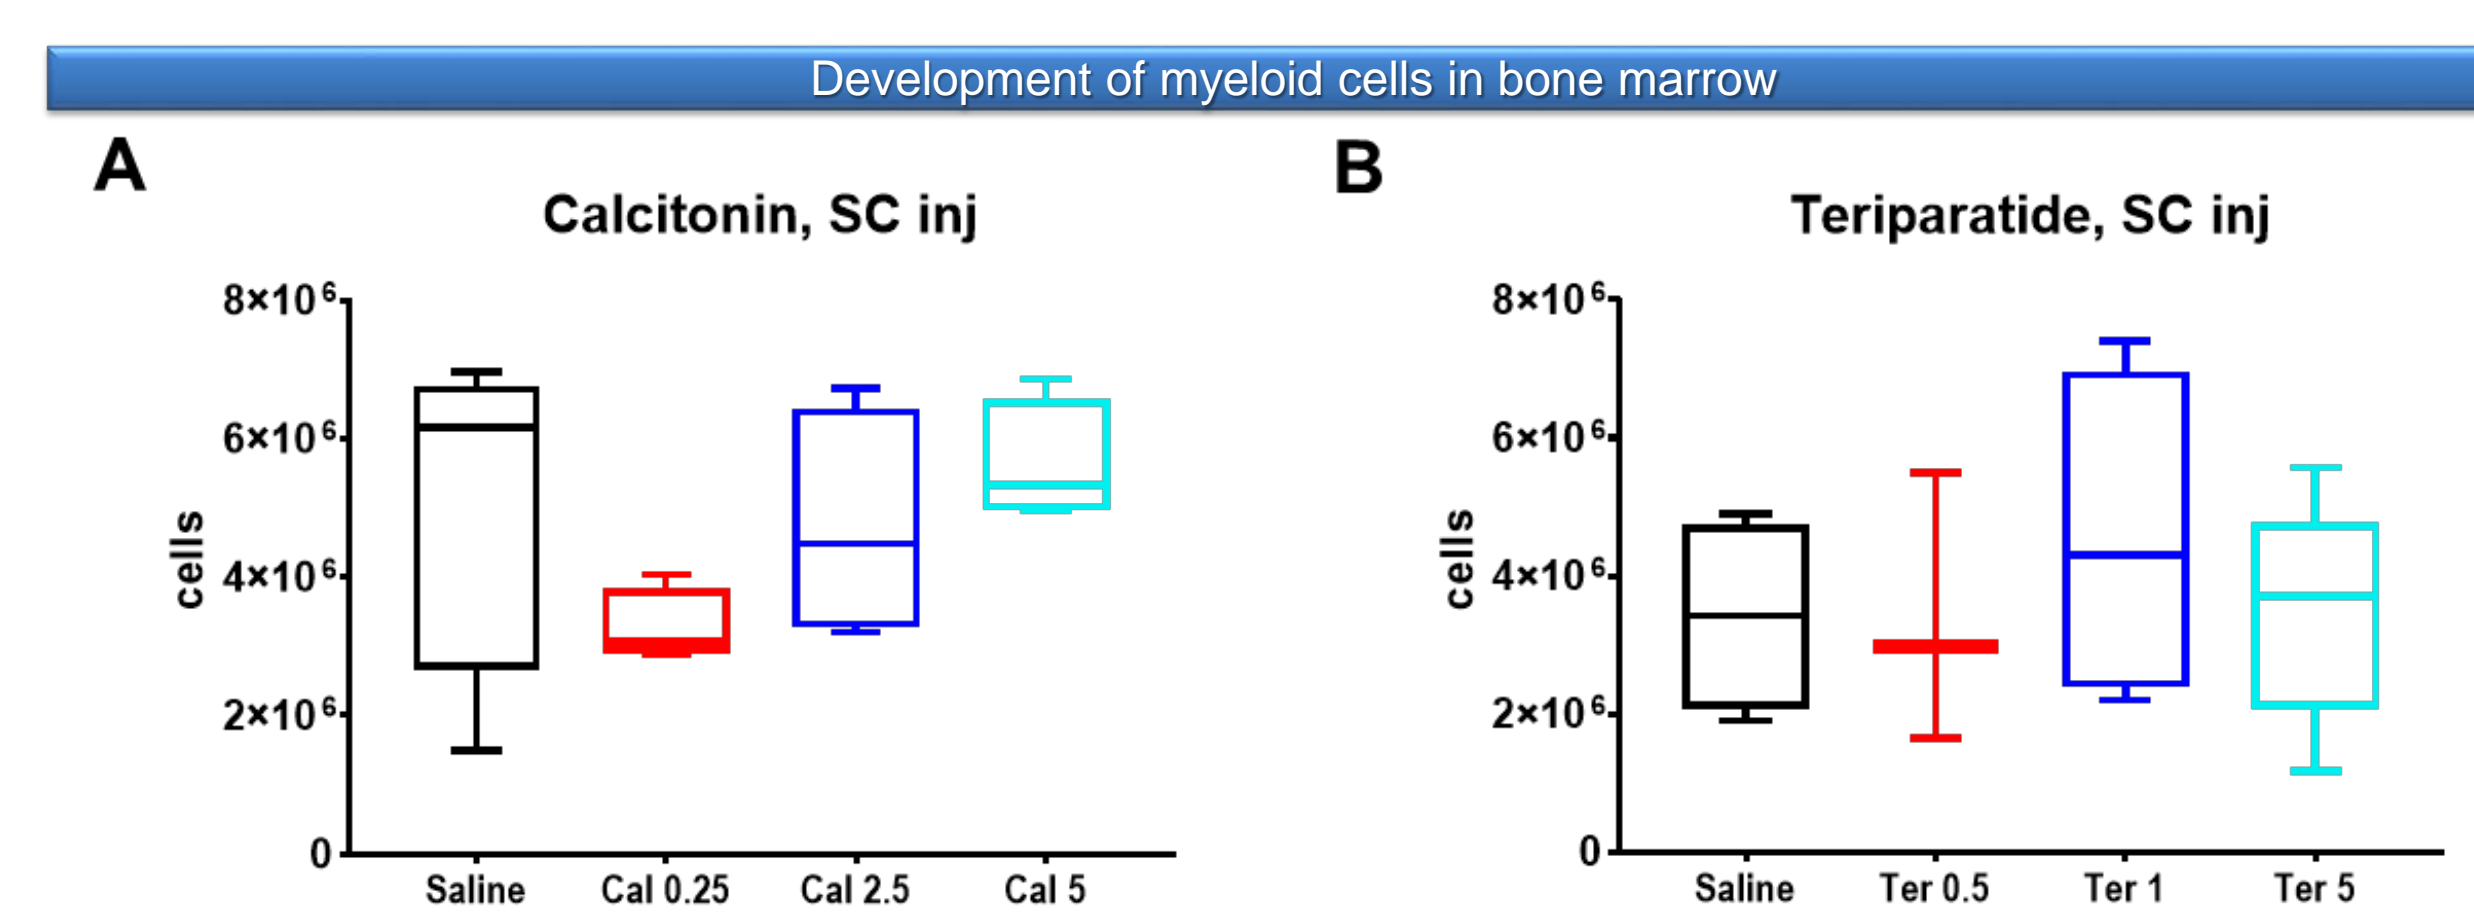 Development of myeloid cells in bone marrow
A
Calcitonin, SC inj
cells
8×10⁶
6×10⁶
4×10⁶
2×10⁶
0
Saline Cal 0.25 Cal 2.5 Cal 5
B
Teriparatide, SC inj
cells
8×10⁶
6×10⁶
4×10⁶
2×10⁶
0
Saline Ter 0.5 Ter 1 Ter 5